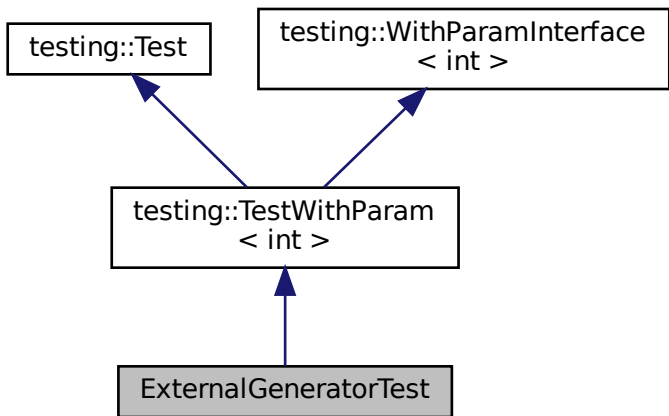 testing::Test
testing::WithParamInterface
< int >
testing::TestWithParam
< int >
ExternalGeneratorTest